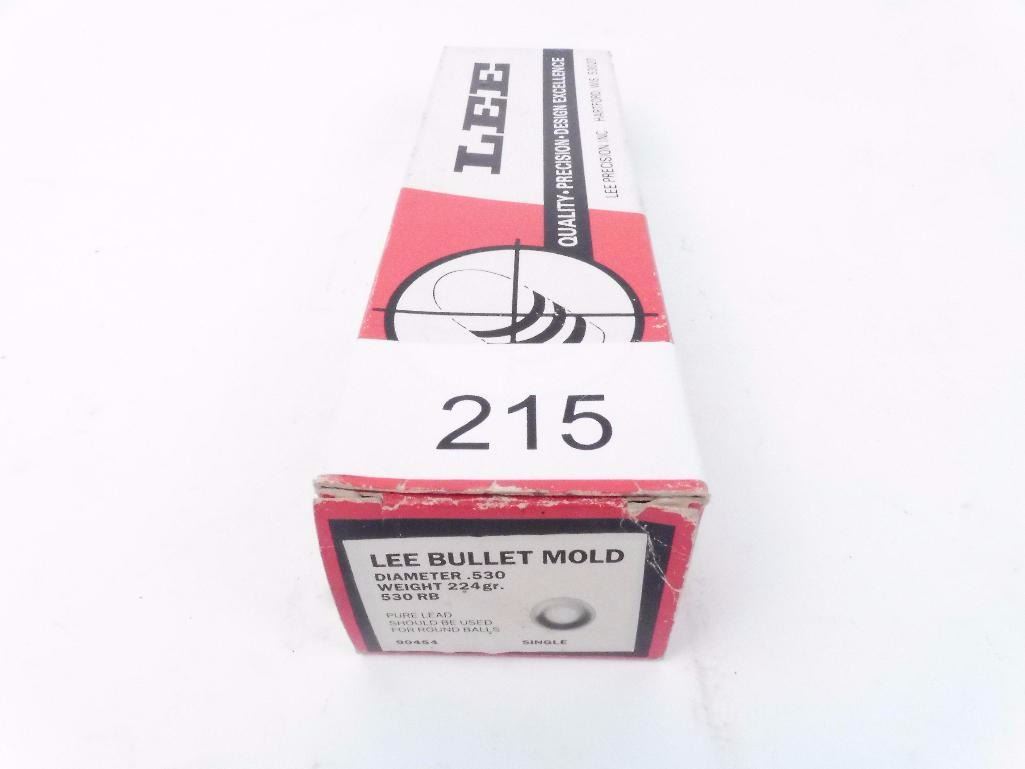 LEE
QUALITY • PRECISION • DESIGN EXCELLENCE
LEE PRECISION INC. HARTFORD, WIS. 53027
215
LEE BULLET MOLD
DIAMETER .530
WEIGHT 224gr.
530 RB
PURE LEAD
SHOULD BE USED
FOR ROUND BALLS
90454 SINGLE